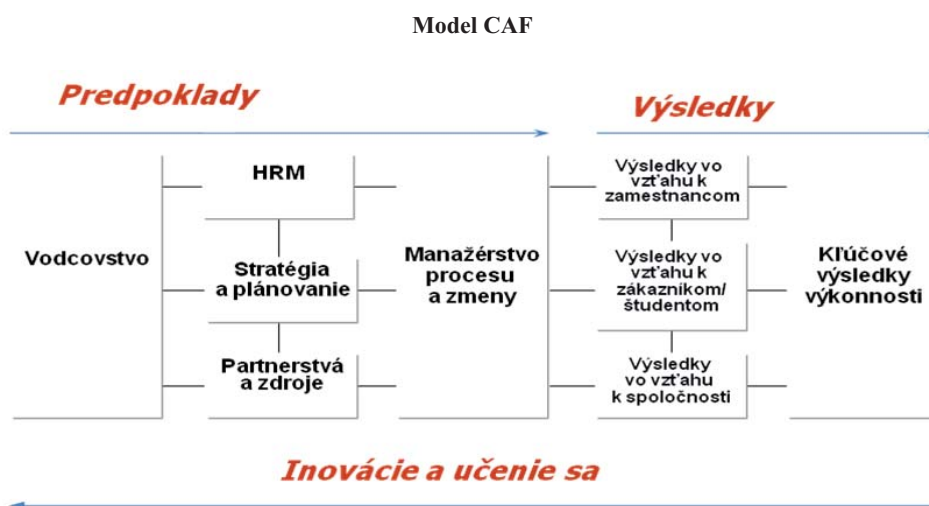 Model CAF
Predpoklady
Výsledky
Vodcovstvo
HRM
Stratégia
a plánovanie
Partnerstvá
a zdroje
Manažérstvo
procesu
a zmeny
Výsledky vo
vzťahu k
zamestnancom
Výsledky vo
vzťahu k
zákazníkom/
študentom
Výsledky
vo vzťahu
k spoločnosti
Kľúčové
výsledky
výkonnosti
Inovácie a učenie sa